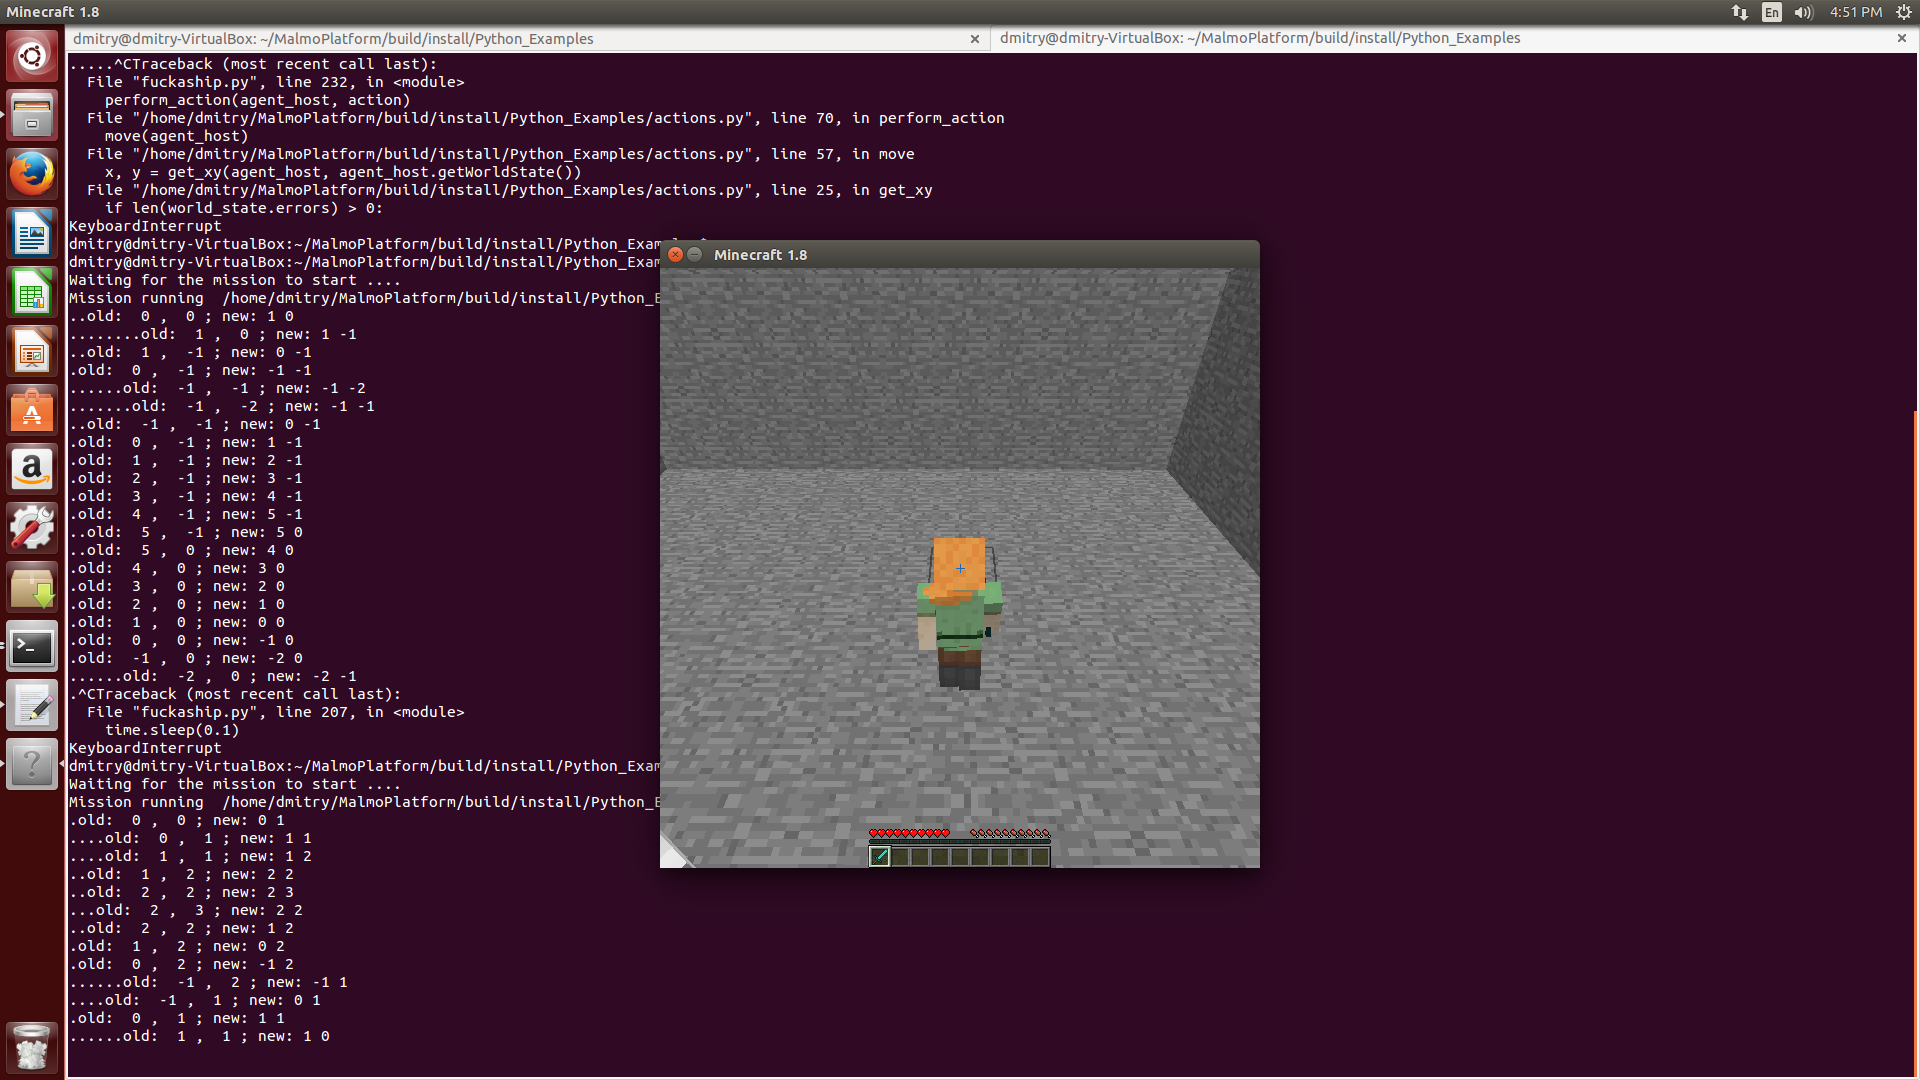 Minecraft 1.8
En
4:51 PM
dmitry@dmitry-VirtualBox: ~/MalmoPlatform/build/install/Python_Examples
dmitry@dmitry-VirtualBox: ~/MalmoPlatform/build/install/Python_Examples
.....^CTraceback (most recent call last):
  File "fuckaship.py", line 232, in <module>
    perform_action(agent_host, action)
  File "/home/dmitry/MalmoPlatform/build/install/Python_Examples/actions.py", line 70, in perform_action
    move(agent_host)
  File "/home/dmitry/MalmoPlatform/build/install/Python_Examples/actions.py", line 57, in move
    x, y = get_xy(agent_host, agent_host.getWorldState())
  File "/home/dmitry/MalmoPlatform/build/install/Python_Examples/actions.py", line 25, in get_xy
    if len(world_state.errors) > 0:
KeyboardInterrupt
dmitry@dmitry-VirtualBox:~/MalmoPlatform/build/install/Python_Exam
dmitry@dmitry-VirtualBox:~/MalmoPlatform/build/install/Python_Exam
Minecraft 1.8
Waiting for the mission to start ....
Mission running  /home/dmitry/MalmoPlatform/build/install/Python_E
..old:  0 ,  0 ; new: 1 0
........old:  1 ,  0 ; new: 1 -1
..old:  1 ,  -1 ; new: 0 -1
.old:  0 ,  -1 ; new: -1 -1
......old:  -1 ,  -1 ; new: -1 -2
.......old:  -1 ,  -2 ; new: -1 -1
..old:  -1 ,  -1 ; new: 0 -1
.old:  0 ,  -1 ; new: 1 -1
.old:  1 ,  -1 ; new: 2 -1
.old:  2 ,  -1 ; new: 3 -1
.old:  3 ,  -1 ; new: 4 -1
.old:  4 ,  -1 ; new: 5 -1
..old:  5 ,  -1 ; new: 5 0
..old:  5 ,  0 ; new: 4 0
.old:  4 ,  0 ; new: 3 0
.old:  3 ,  0 ; new: 2 0
.old:  2 ,  0 ; new: 1 0
.old:  1 ,  0 ; new: 0 0
.old:  0 ,  0 ; new: -1 0
.old:  -1 ,  0 ; new: -2 0
......old:  -2 ,  0 ; new: -2 -1
.^CTraceback (most recent call last):
  File "fuckaship.py", line 207, in <module>
    time.sleep(0.1)
KeyboardInterrupt
dmitry@dmitry-VirtualBox:~/MalmoPlatform/build/install/Python_Exam
Waiting for the mission to start ....
Mission running  /home/dmitry/MalmoPlatform/build/install/Python_E
.old:  0 ,  0 ; new: 0 1
....old:  0 ,  1 ; new: 1 1
....old:  1 ,  1 ; new: 1 2
..old:  1 ,  2 ; new: 2 2
..old:  2 ,  2 ; new: 2 3
...old:  2 ,  3 ; new: 2 2
..old:  2 ,  2 ; new: 1 2
.old:  1 ,  2 ; new: 0 2
.old:  0 ,  2 ; new: -1 2
......old:  -1 ,  2 ; new: -1 1
....old:  -1 ,  1 ; new: 0 1
.old:  0 ,  1 ; new: 1 1
......old:  1 ,  1 ; new: 1 0